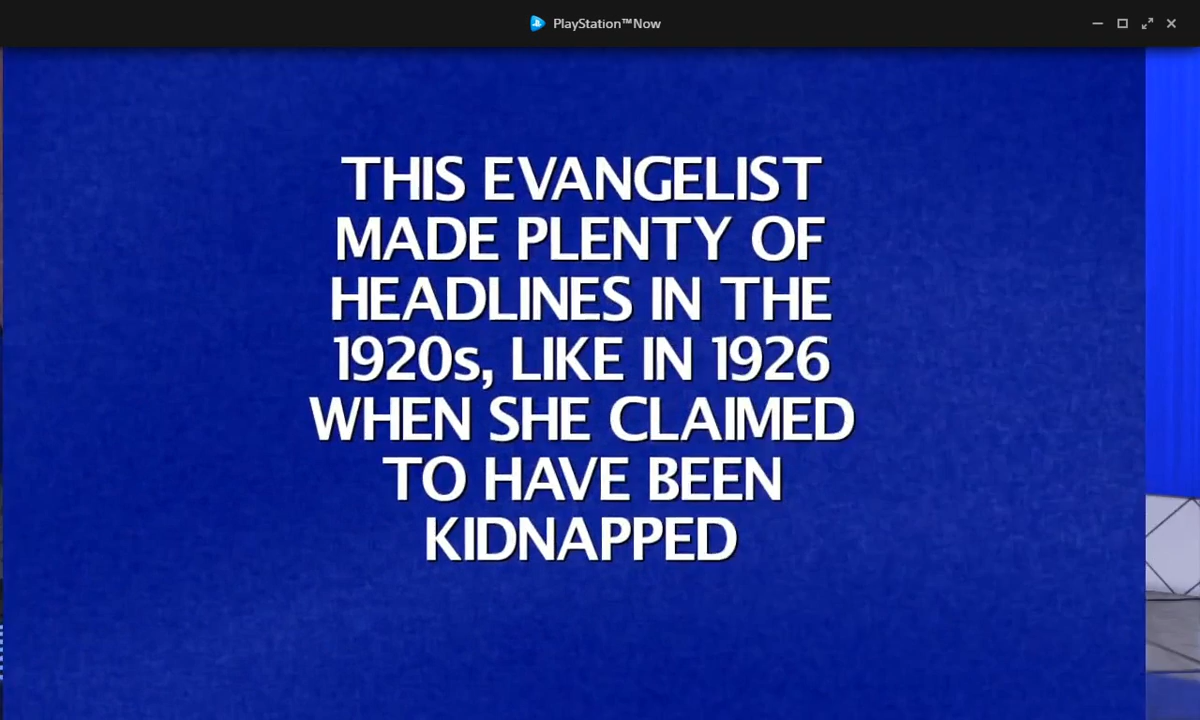 PlayStation™Now
THIS EVANGELIST
MADE PLENTY OF
HEADLINES IN THE
1920s, LIKE IN 1926
WHEN SHE CLAIMED
TO HAVE BEEN
KIDNAPPED